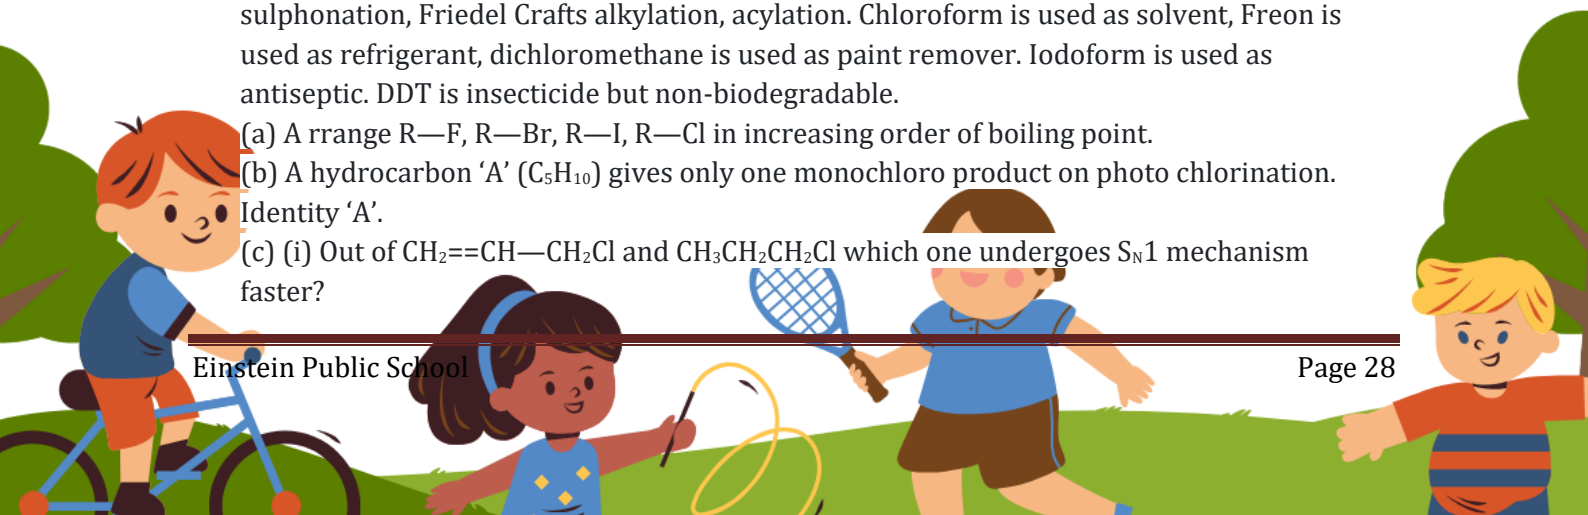 sulphonation, Friedel Crafts alkylation, acylation. Chloroform is used as solvent, Freon is
used as refrigerant, dichloromethane is used as paint remover. Iodoform is used as
antiseptic. DDT is insecticide but non-biodegradable.
(a) A rrange R—F, R—Br, R—I, R—Cl in increasing order of boiling point.
(b) A hydrocarbon ‘A’ (C₅H₁₀) gives only one monochloro product on photo chlorination.
Identity ‘A’.
(c) (i) Out of CH₂==CH—CH₂Cl and CH₃CH₂CH₂Cl which one undergoes Sɴ1 mechanism
faster?
Einstein Public School Page 28